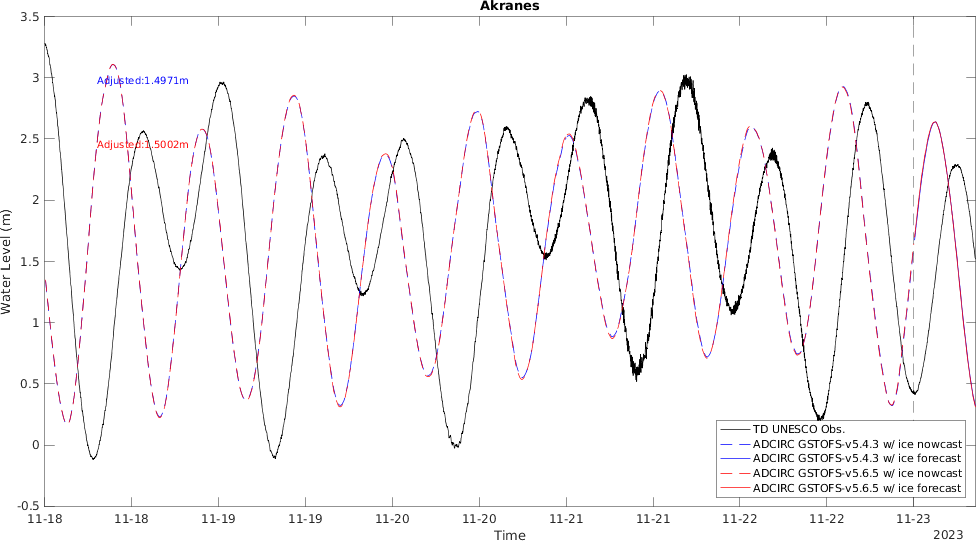 Akranes
3.5
3
2.5
2
1.5
1
0.5
0
-0.5
Water Level (m)
Adjusted:1.4971m
Adjusted:1.5002m
TD UNESCO Obs.
ADCIRC GSTOFS-v5.4.3 w/ ice nowcast
ADCIRC GSTOFS-v5.4.3 w/ ice forecast
ADCIRC GSTOFS-v5.6.5 w/ ice nowcast
ADCIRC GSTOFS-v5.6.5 w/ ice forecast
11-18 11-18 11-19 11-19 11-20 11-20 11-21 11-21 11-22 11-22 11-23
Time
2023